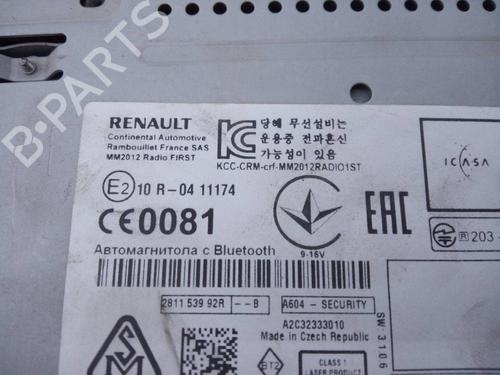 B-PARTS
RENAULT
Continental Automotive
Rambouillet France SAS
MM2012 Radio FIRST
당해 무선설비는
운용중 전파혼신
가능성이 있음
KCC-CRM-crf-MM2012RADIO1ST
ICASA
E2 10 R-04 11174
CE0081
EAC
203-
Автомагнитола с Bluetooth
9-16V
2811 539 92R --B A604 - SECURITY
A2C32333010
Made in Czech Republic
SW:3106
SM
BT2
CLASS 1
LASER PRODUCT